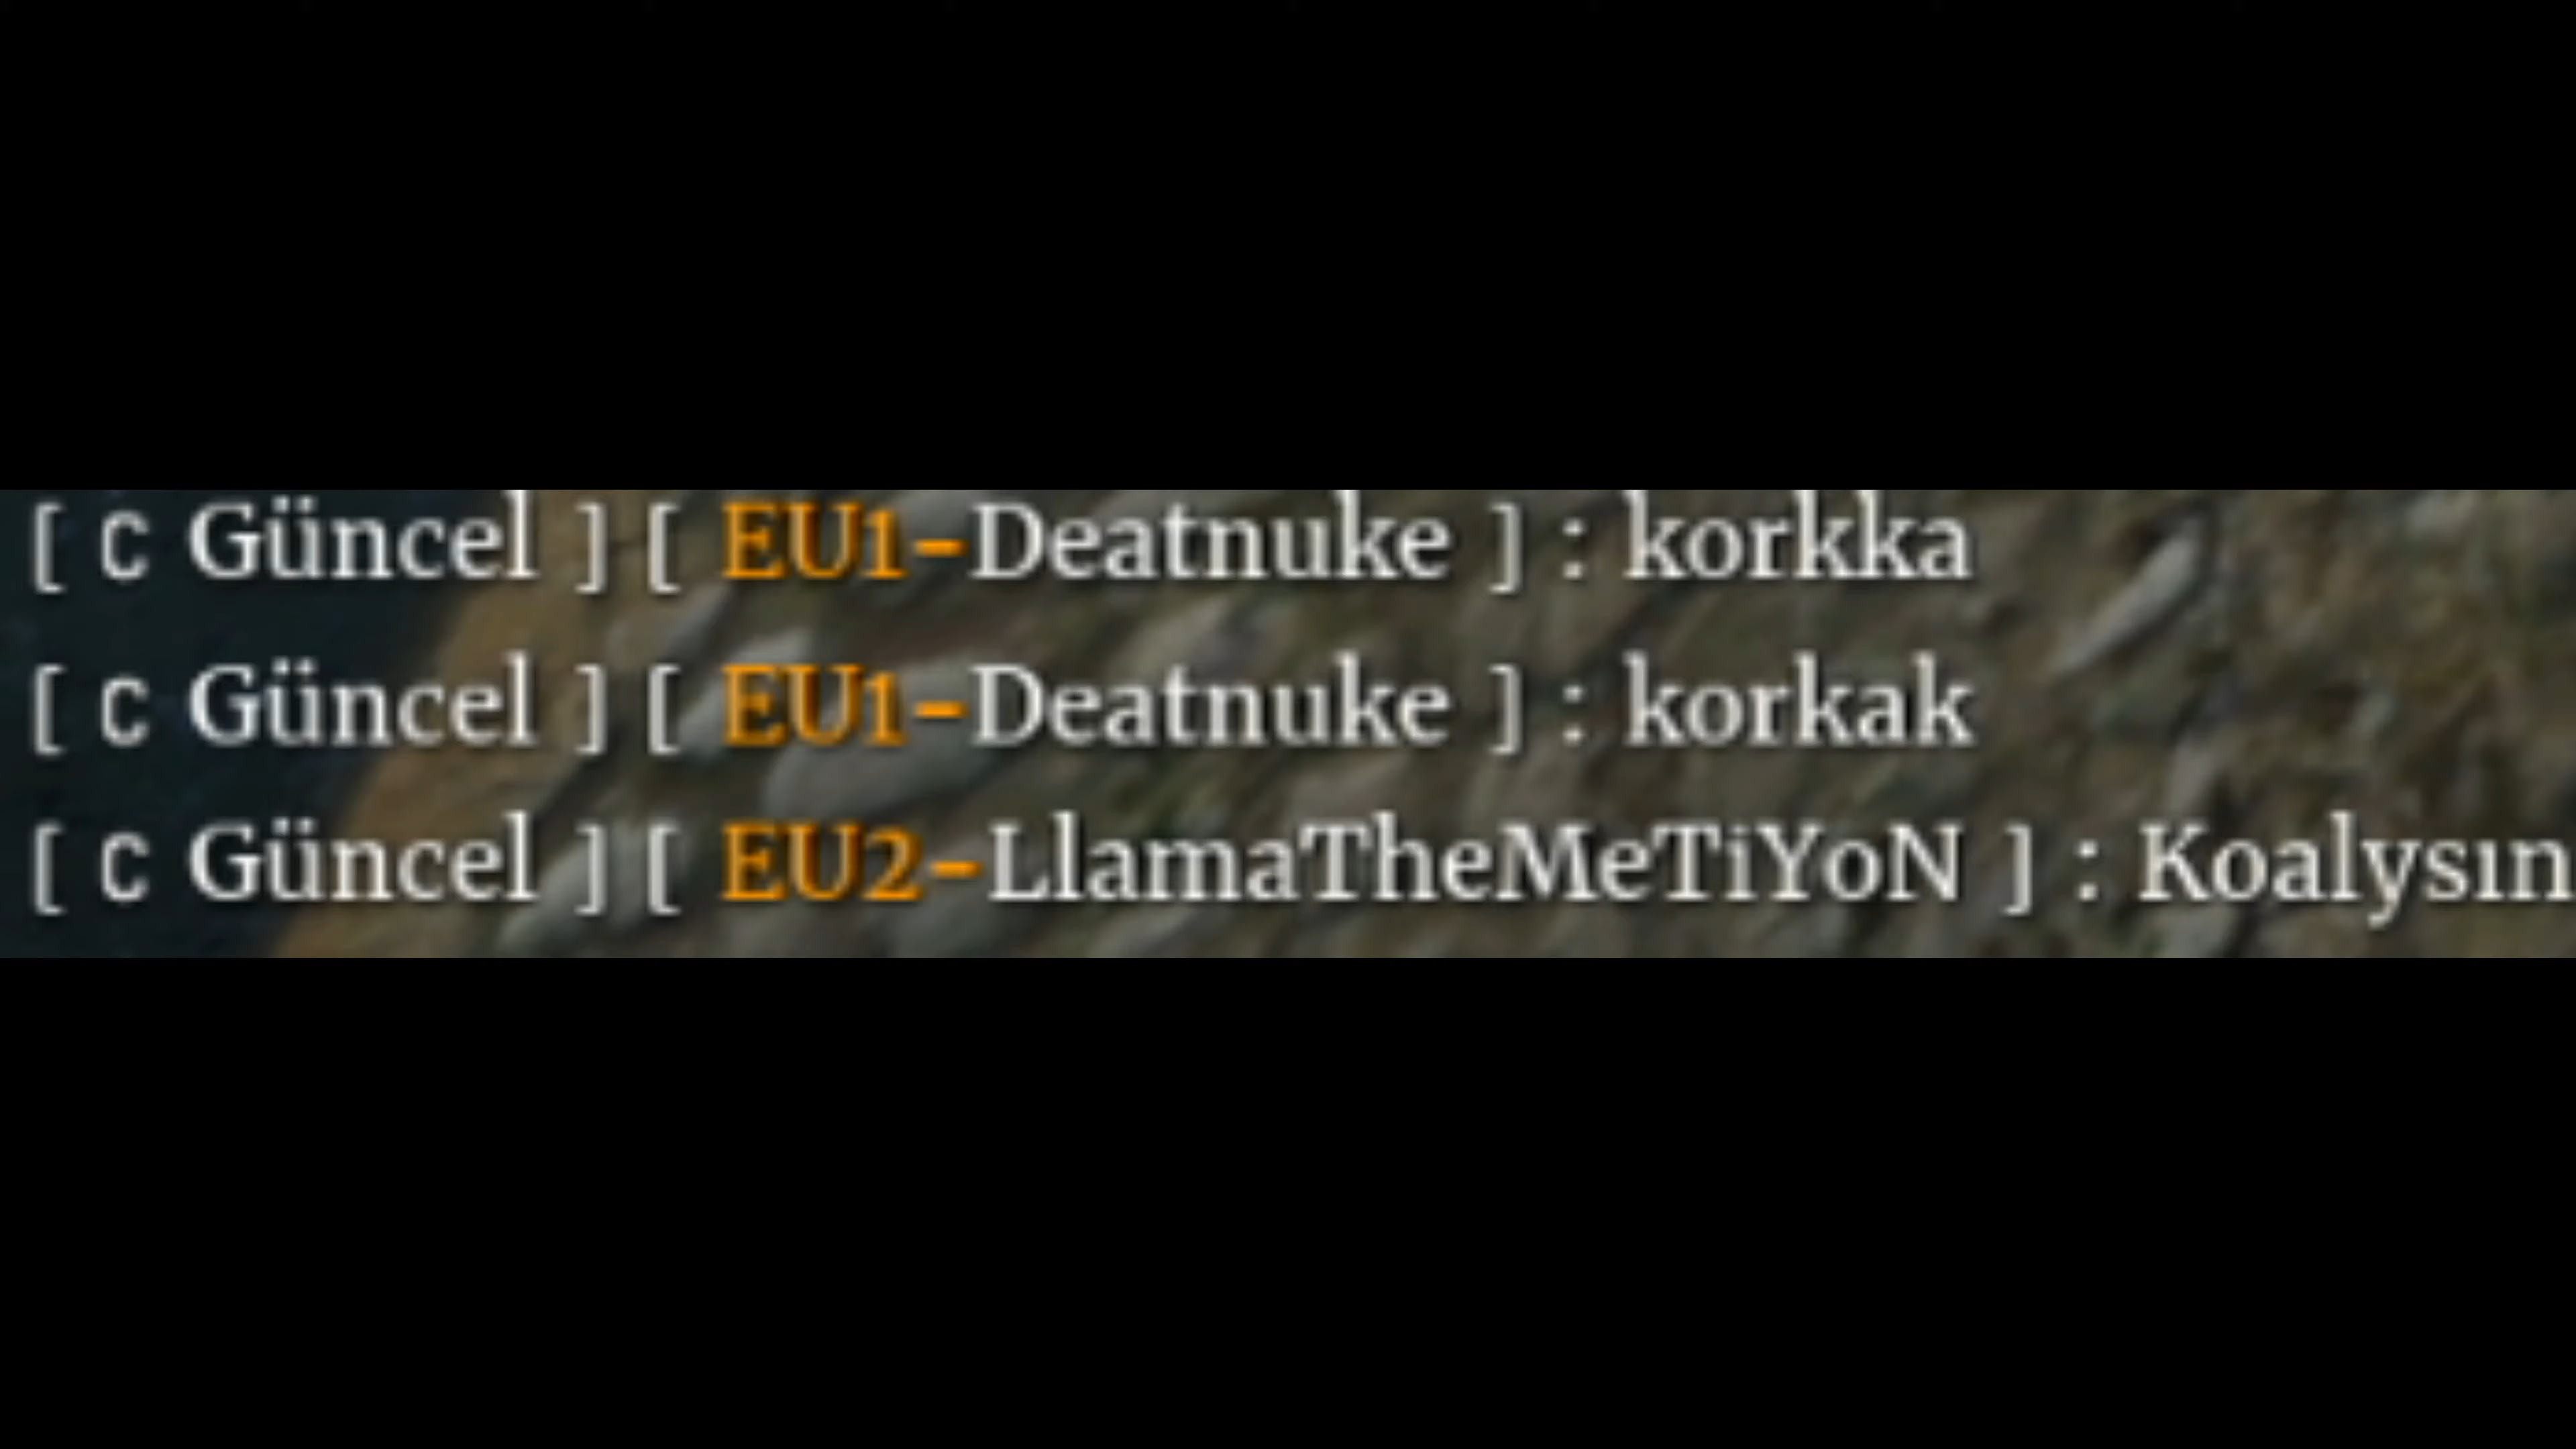 [ C Güncel ] [ EU1-Deatnuke ] : korkka
[ C Güncel ] [ EU1-Deatnuke ] : korkak
[ C Güncel ] [ EU2-LlamaTheMeTiYoN ] : Koalysın